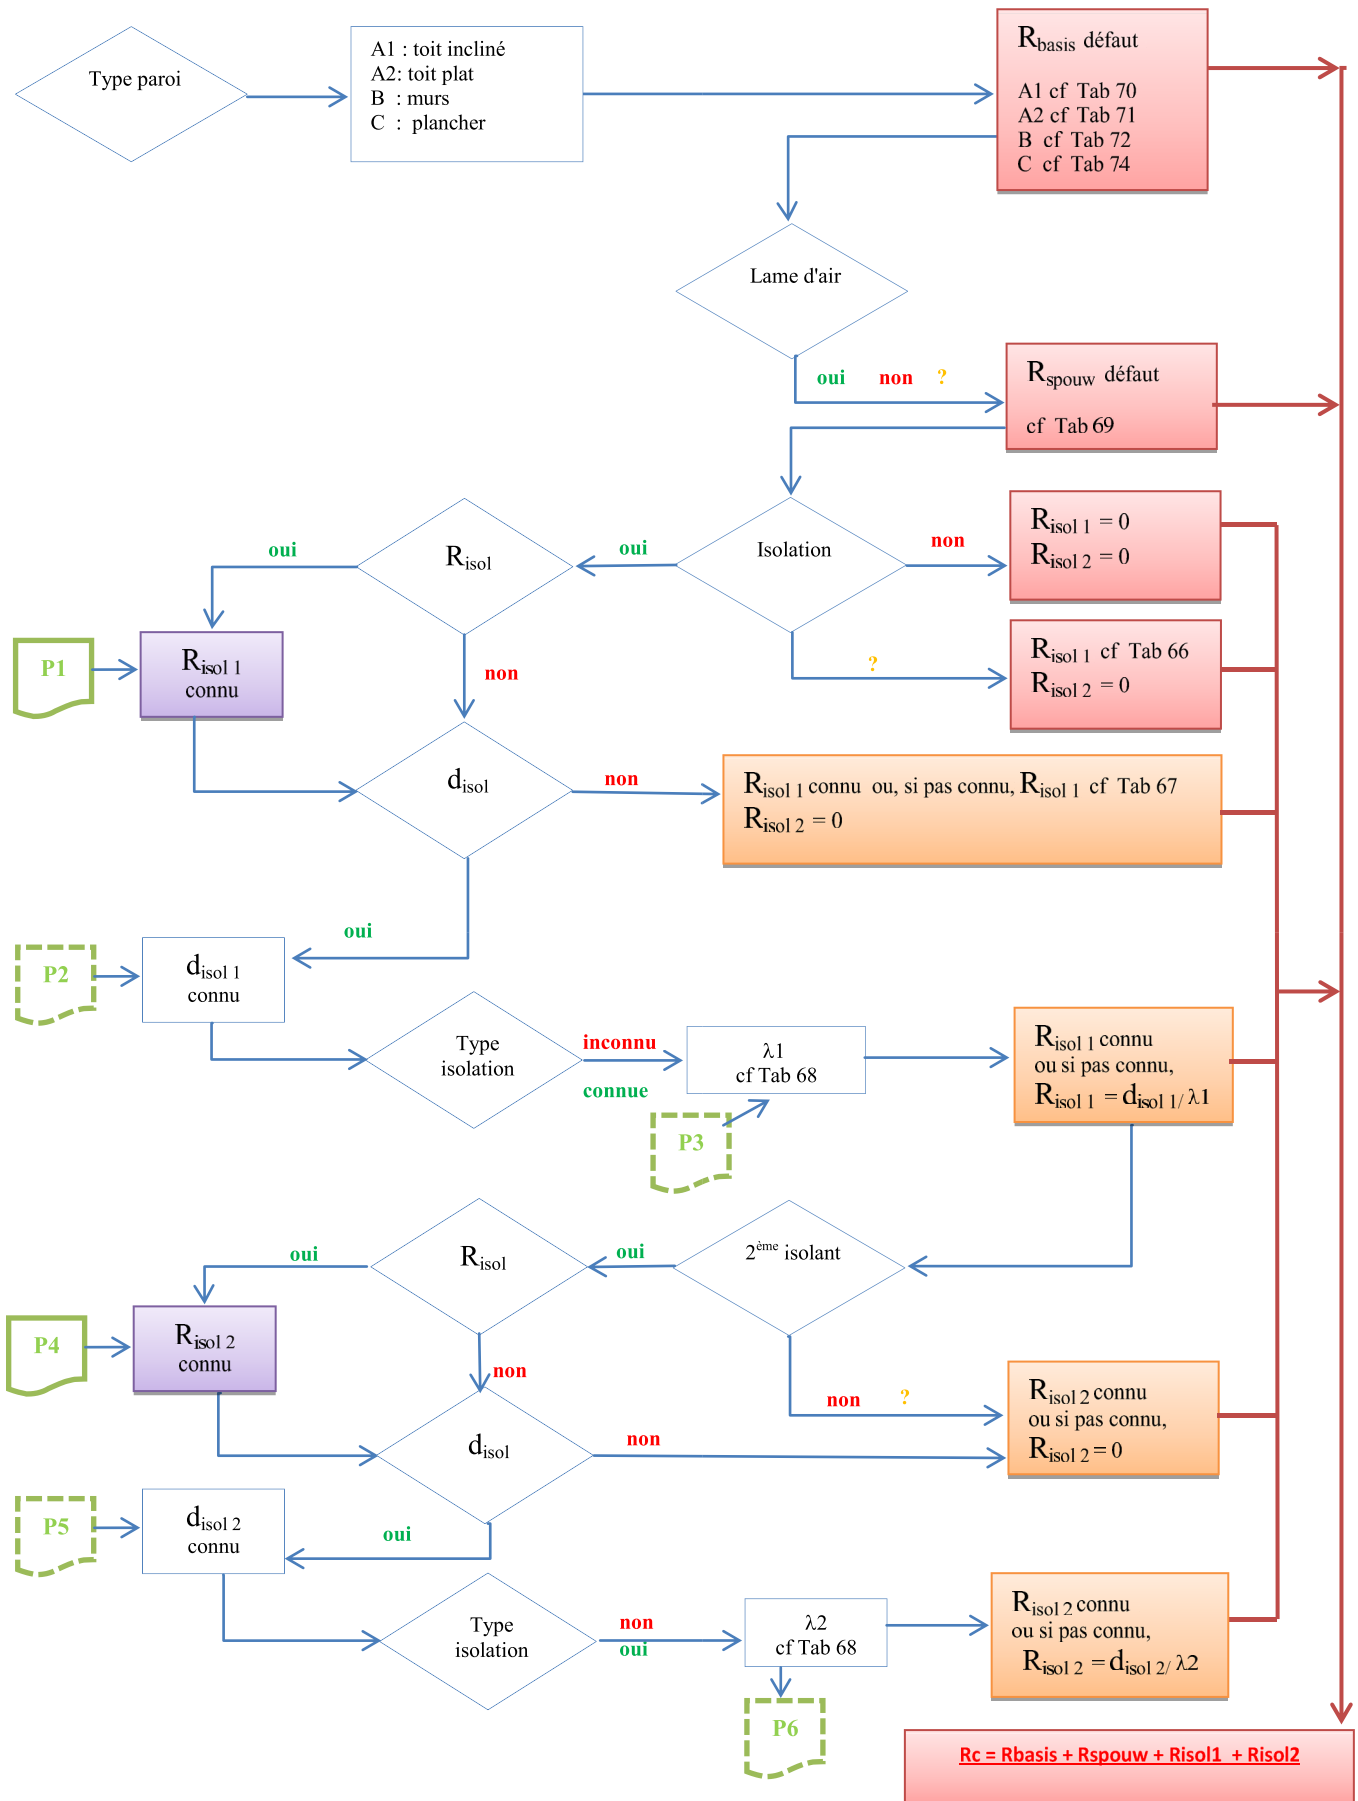 Type paroi
A1 : toit incliné
A2: toit plat
B : murs
C : plancher
Rbasis défaut
A1 cf Tab 70
A2 cf Tab 71
B cf Tab 72
C cf Tab 74
Lame d'air
oui non ?
Rspouw défaut
cf Tab 69
Isolation
oui
non
?
Risol 1 = 0
Risol 2 = 0
Risol
oui
non
Risol 1 cf Tab 66
Risol 2 = 0
P1
Risol 1
connu
disol
non
oui
Risol 1 connu ou, si pas connu, Risol 1 cf Tab 67
Risol 2 = 0
P2
disol 1
connu
Type
isolation
inconnu
connue
λ1
cf Tab 68
P3
Risol 1 connu
ou si pas connu,
Risol 1 = disol 1/ λ1
2ème isolant
oui
non ?
Risol
oui
non
P4
Risol 2
connu
disol
non
oui
Risol 2 connu
ou si pas connu,
Risol 2 = 0
P5
disol 2
connu
Type
isolation
non
oui
λ2
cf Tab 68
P6
Risol 2 connu
ou si pas connu,
Risol 2 = disol 2/ λ2
Rc = Rbasis + Rspouw + Risol1 + Risol2